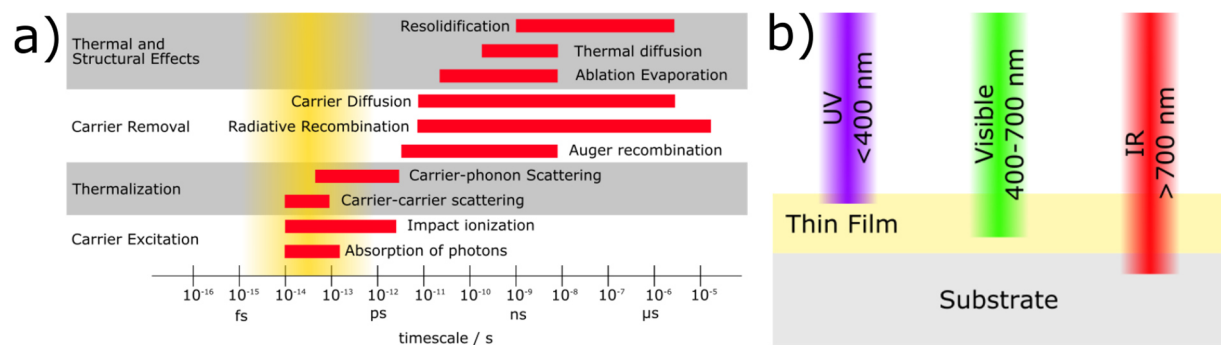 a)
Thermal and
Structural Effects
Resolidification
Thermal diffusion
Ablation Evaporation
Carrier Removal
Carrier Diffusion
Radiative Recombination
Auger recombination
Thermalization
Carrier-phonon Scattering
Carrier-carrier scattering
Carrier Excitation
Impact ionization
Absorption of photons
10⁻¹⁶ 10⁻¹⁵ 10⁻¹⁴ 10⁻¹³ 10⁻¹² 10⁻¹¹ 10⁻¹⁰ 10⁻⁹ 10⁻⁸ 10⁻⁷ 10⁻⁶ 10⁻⁵
fs ps ns µs
timescale / s
b)
UV
<400 nm
Visible
400-700 nm
IR
>700 nm
Thin Film
Substrate